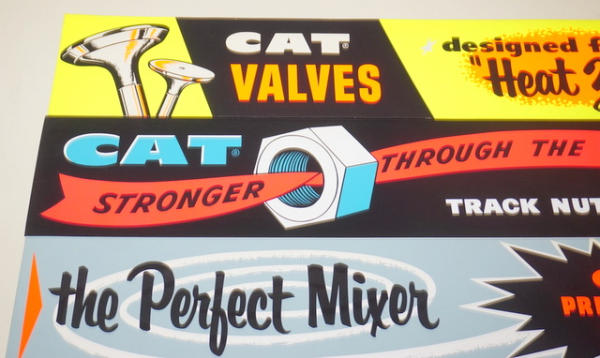 CAT®
VALVES
designed f
"Heat
CAT®
STRONGER THROUGH THE
TRACK NUT
the Perfect Mixer
PRE